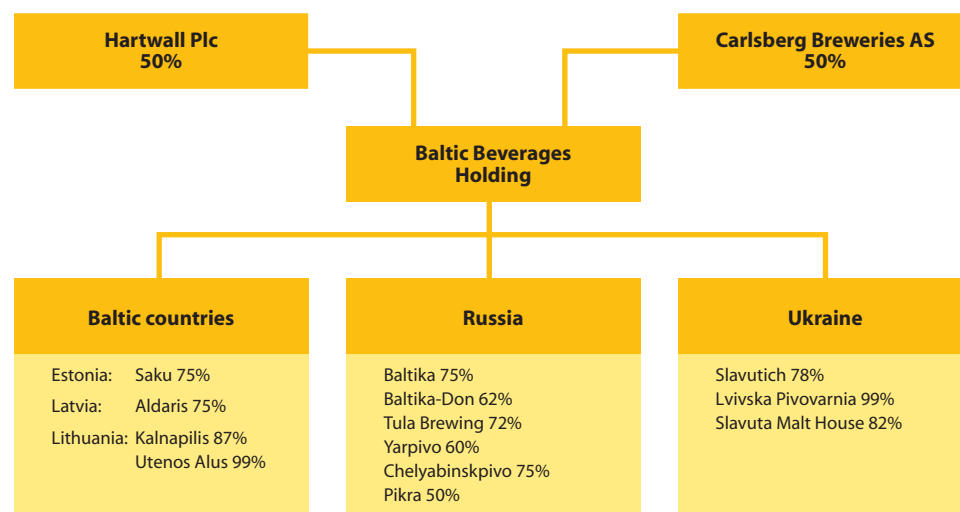 Hartwall Plc
50%
Carlsberg Breweries AS
50%
Baltic Beverages
Holding
Baltic countries
Estonia: Saku 75%
Latvia: Aldaris 75%
Lithuania: Kalnapilis 87%
Utenos Alus 99%
Russia
Baltika 75%
Baltika-Don 62%
Tula Brewing 72%
Yarpivo 60%
Chelyabinskpivo 75%
Pikra 50%
Ukraine
Slavutich 78%
Lvivska Pivovarnia 99%
Slavuta Malt House 82%